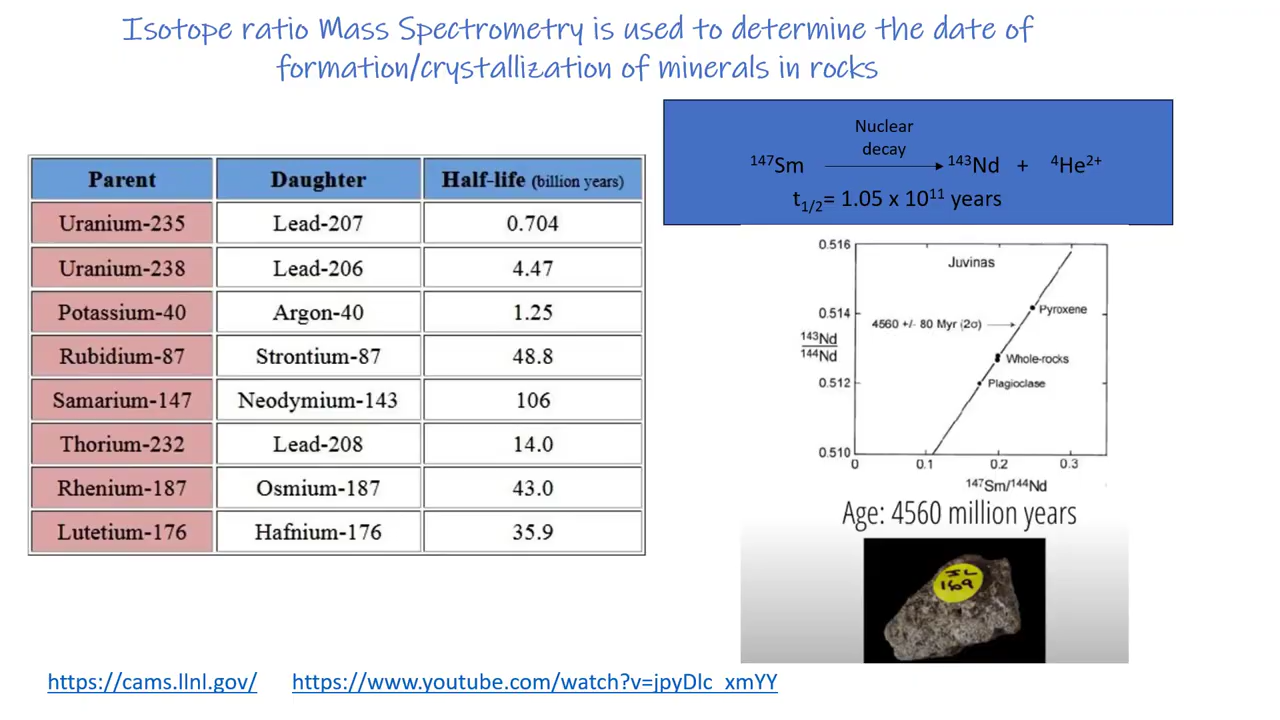 Isotope ratio Mass Spectrometry is used to determine the date of
formation/crystallization of minerals in rocks
Parent Daughter Half-life (billion years)
Uranium-235 Lead-207 0.704
Uranium-238 Lead-206 4.47
Potassium-40 Argon-40 1.25
Rubidium-87 Strontium-87 48.8
Samarium-147 Neodymium-143 106
Thorium-232 Lead-208 14.0
Rhenium-187 Osmium-187 43.0
Lutetium-176 Hafnium-176 35.9
Nuclear
decay
¹⁴⁷Sm ¹⁴³Nd + ⁴He²⁺
t₁/₂= 1.05 x 10¹¹ years
0.516
Juvinas
0.514
Pyroxene
4560 +/- 80 Myr (2σ)
¹⁴³Nd
¹⁴⁴Nd
Whole-rocks
0.512
Plagioclase
0.510
0 0.1 0.2 0.3
¹⁴⁷Sm/¹⁴⁴Nd
Age: 4560 million years
https://cams.llnl.gov/ https://www.youtube.com/watch?v=jpyDlc_xmYY